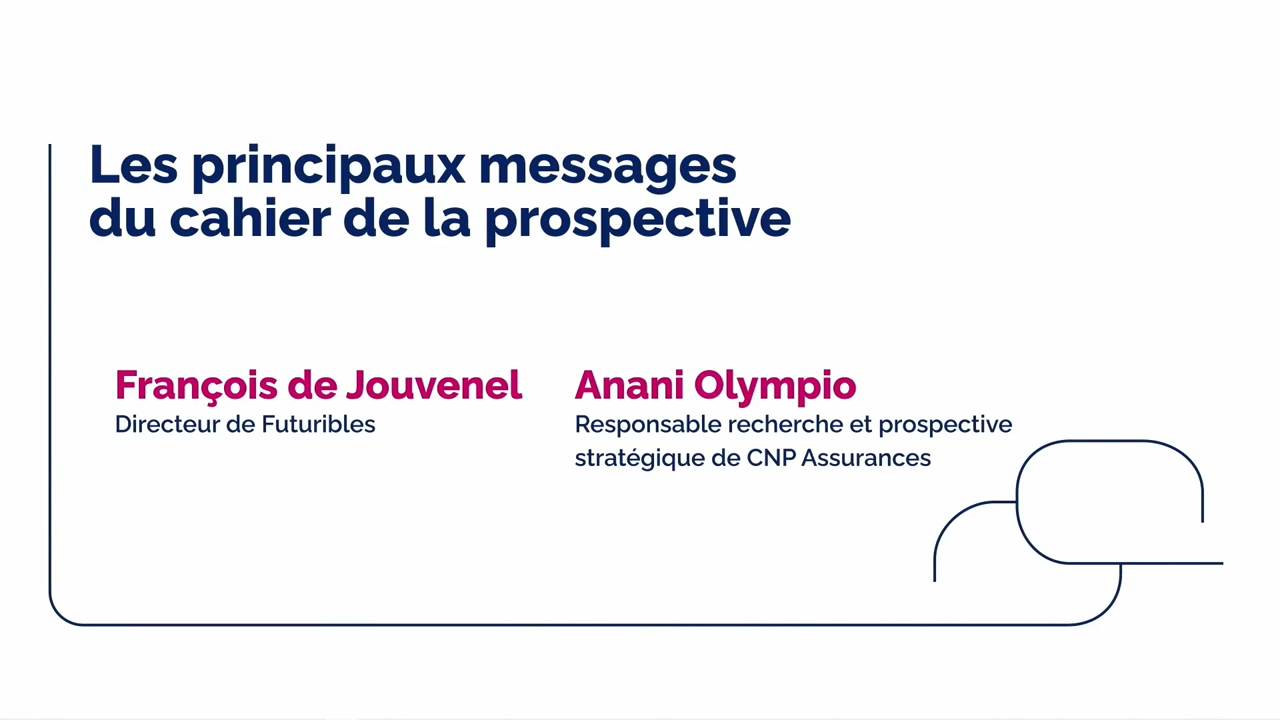 Les principaux messages
du cahier de la prospective
François de Jouvenel
Directeur de Futuribles
Anani Olympio
Responsable recherche et prospective
stratégique de CNP Assurances